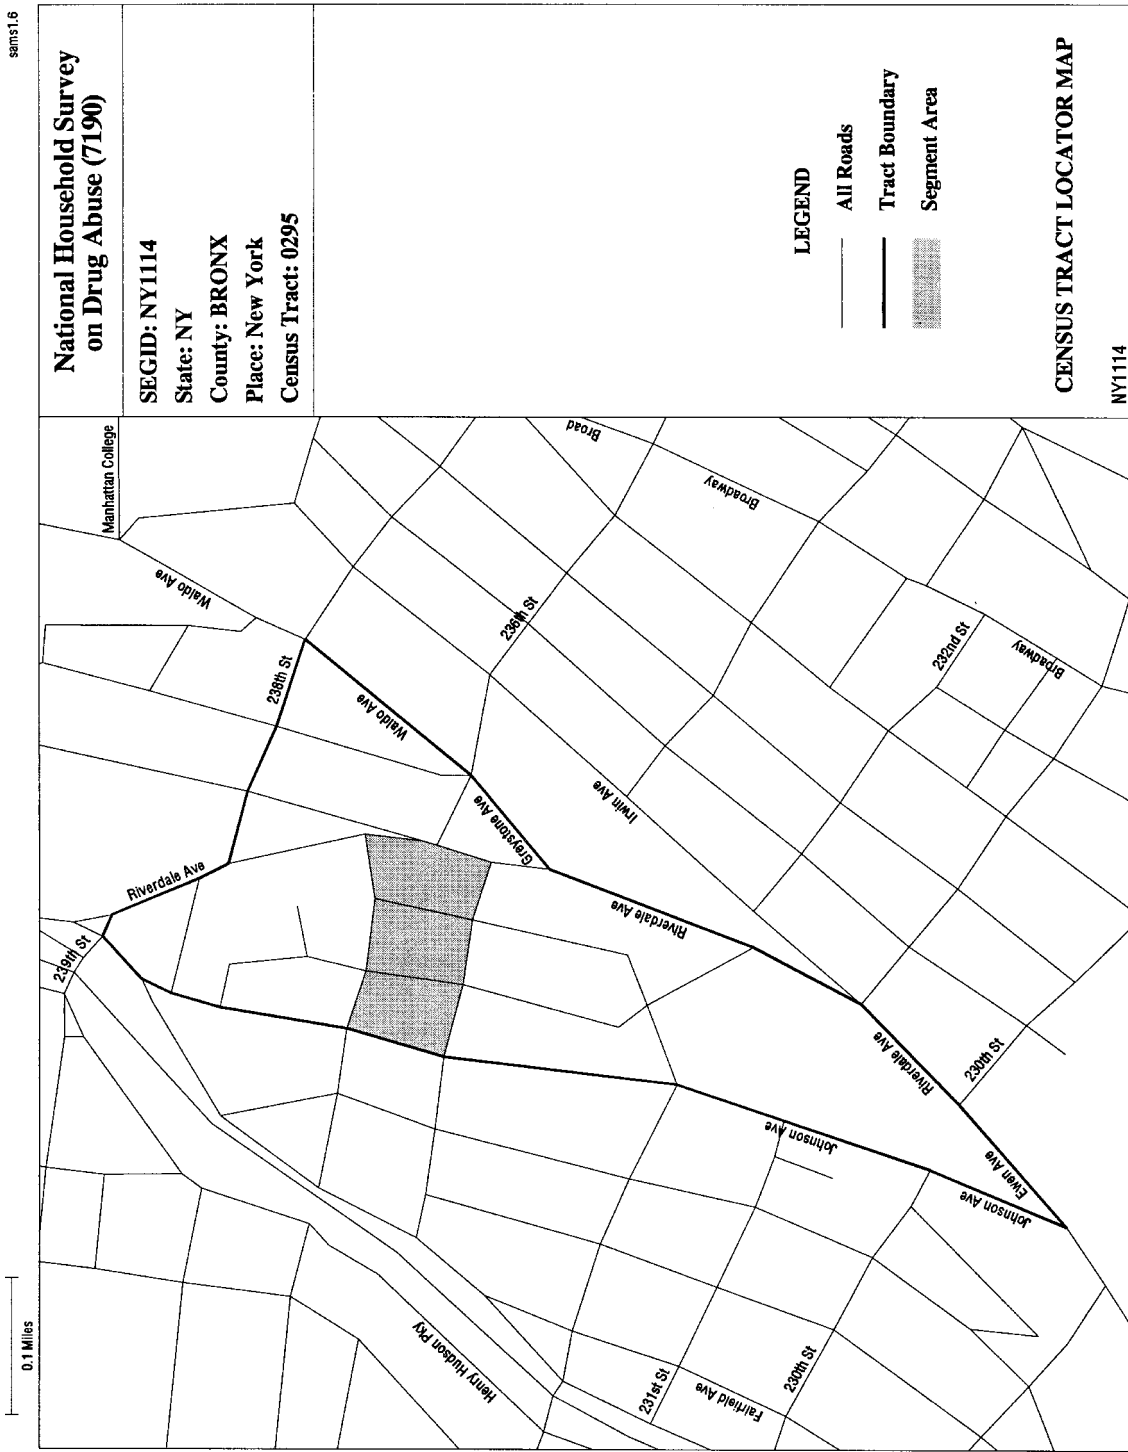 sams1.6
National Household Survey
on Drug Abuse (7190)
SEGID: NY1114
State: NY
County: BRONX
Place: New York
Census Tract: 0295
LEGEND
All Roads
Tract Boundary
Segment Area
CENSUS TRACT LOCATOR MAP
NY1114
0.1 Miles
Manhattan College
Waldo Ave
238th St
Waldo Ave
Riverdale Ave
239th St
Greystone Ave
236th St
Broad
Broadway
Irwin Ave
232nd St
Broadway
Riverdale Ave
Riverdale Ave
230th St
Ewen Ave
Johnson Ave
Johnson Ave
Henry Hudson Pky
231st St
Fairfield Ave
230th St